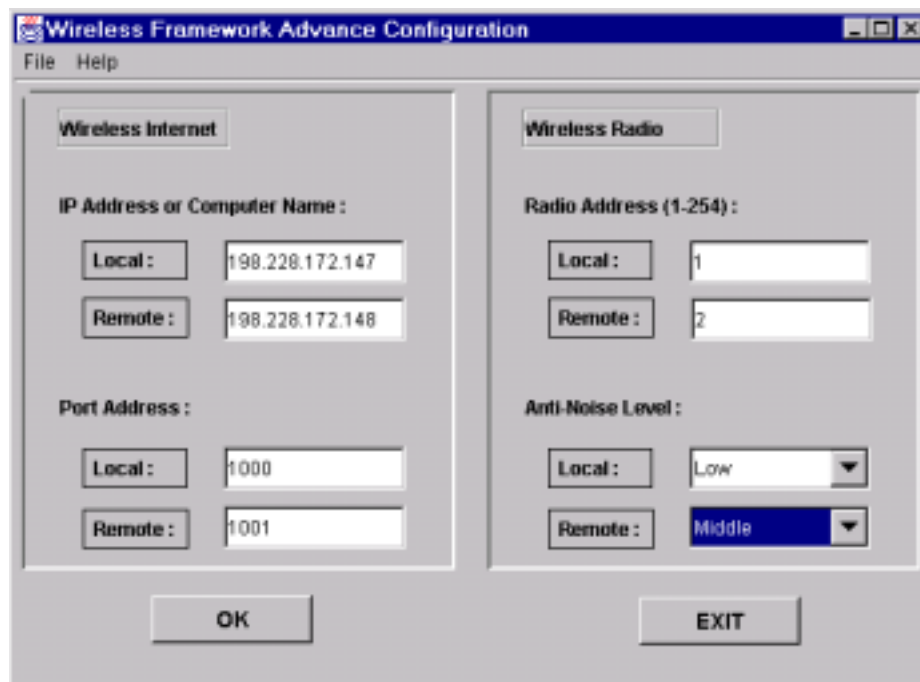 Wireless Framework Advance Configuration
File Help
Wireless Internet
IP Address or Computer Name :
Local : 198.228.172.147
Remote : 198.228.172.148
Port Address :
Local : 1000
Remote : 1001
Wireless Radio
Radio Address (1-254) :
Local : 1
Remote : 2
Anti-Noise Level :
Local : Low
Remote : Middle
OK
EXIT